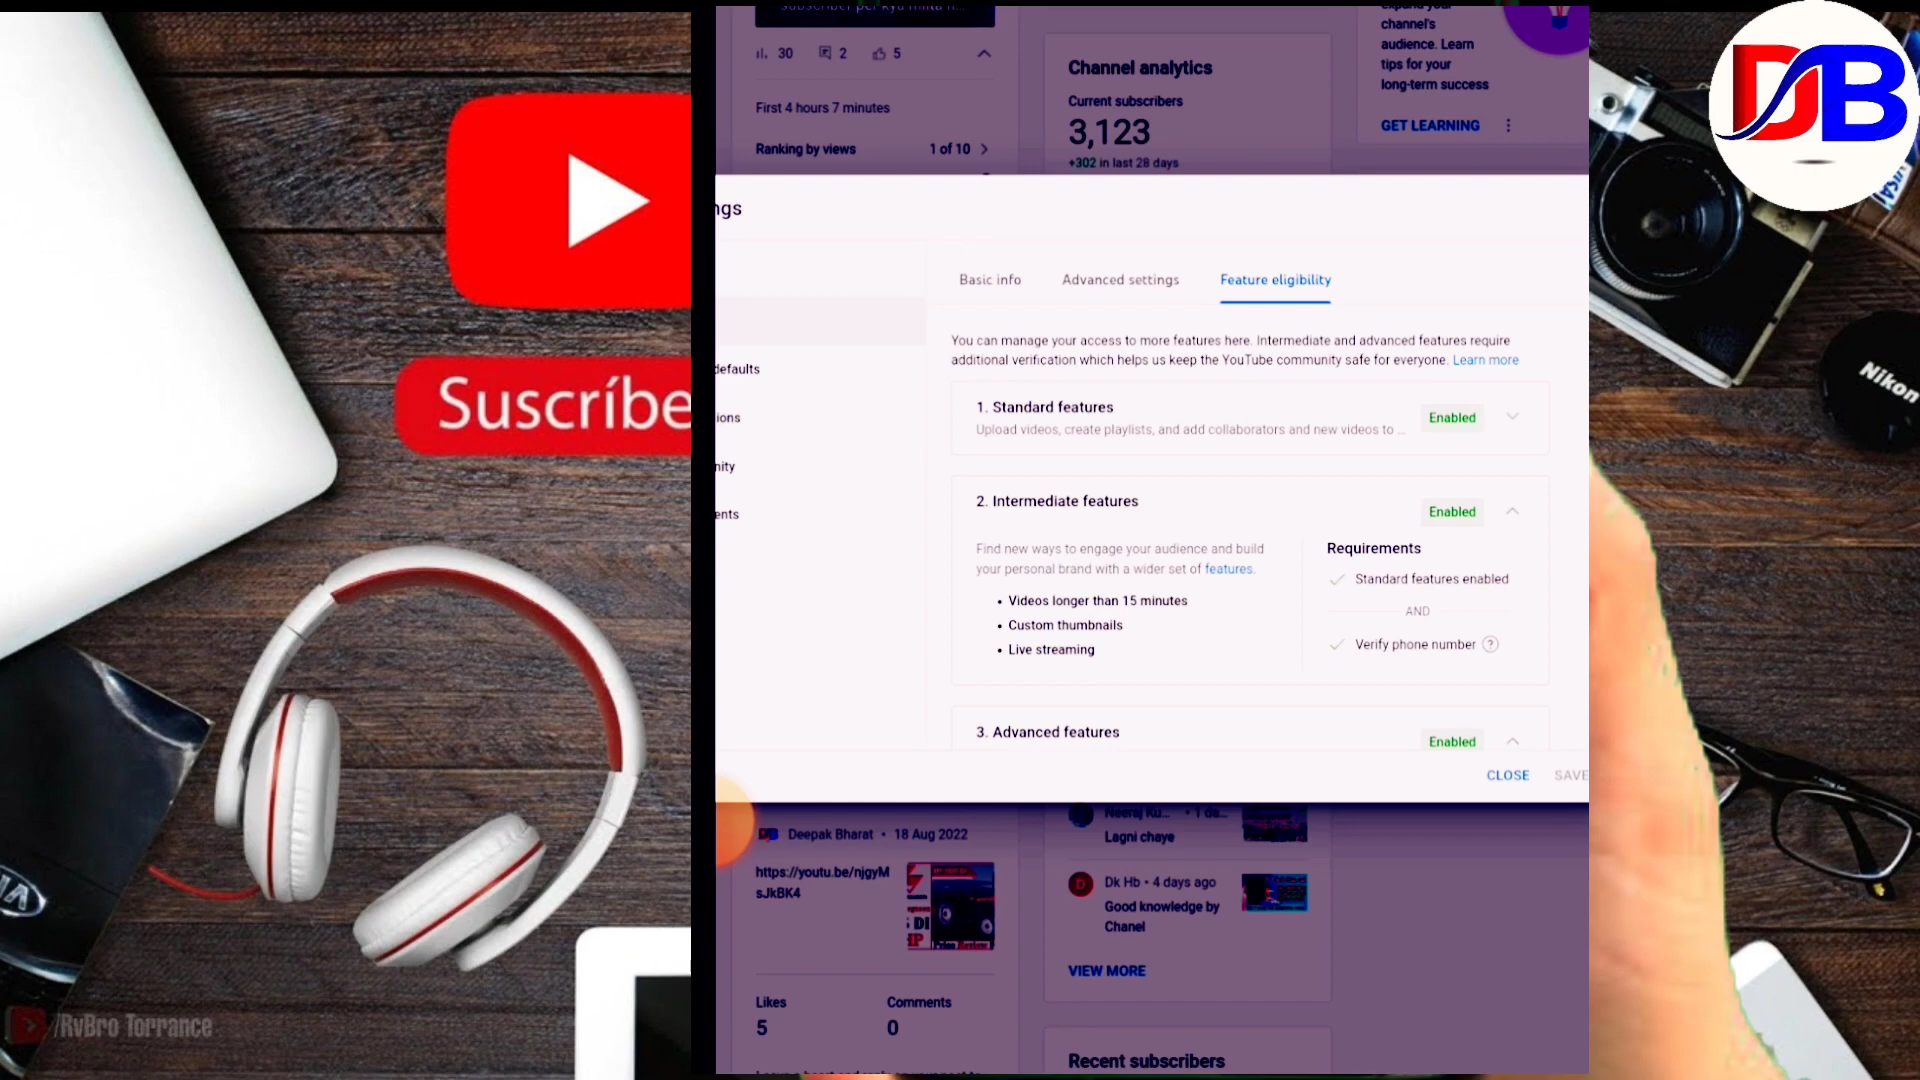 30 2 5
First 4 hours 7 minutes
Ranking by views 1 of 10
Channel analytics
Current subscribers
3,123
+302 in last 28 days
channel's
audience. Learn
tips for your
long-term success
GET LEARNING
DB
Nikon
Suscríbe
ngs
defaults
ions
nity
ents
Basic info Advanced settings Feature eligibility
You can manage your access to more features here. Intermediate and advanced features require
additional verification which helps us keep the YouTube community safe for everyone. Learn more
1. Standard features
Upload videos, create playlists, and add collaborators and new videos to ...
Enabled
2. Intermediate features
Enabled
Find new ways to engage your audience and build
your personal brand with a wider set of features.
• Videos longer than 15 minutes
• Custom thumbnails
• Live streaming
Requirements
Standard features enabled
AND
Verify phone number
3. Advanced features
Enabled
CLOSE SAVE
Deepak Bharat • 18 Aug 2022
https://youtu.be/njgyM
sJkBK4
Likes Comments
5 0
Neeraj Ku... • 1 da...
Lagni chaye
Dk Hb • 4 days ago
Good knowledge by
Chanel
VIEW MORE
Recent subscribers
/RvBro Torrance